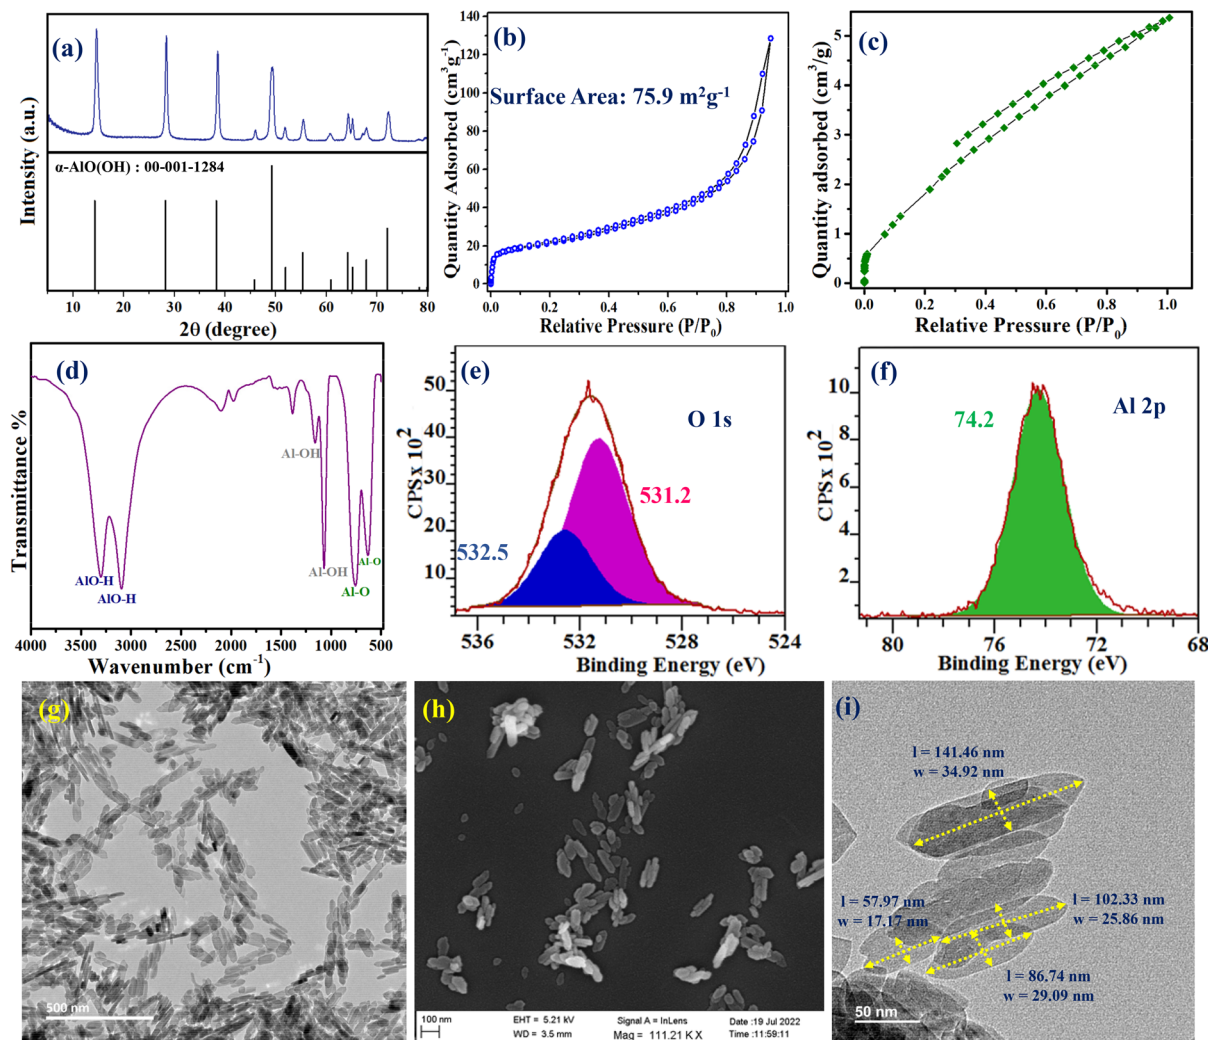 (a)
α-AlO(OH) : 00-001-1284
Intensity (a.u.)
10 20 30 40 50 60 70 80
2θ (degree)
(b)
Surface Area: 75.9 m²g⁻¹
Quantity Adsorbed (cm³g⁻¹)
140
120
100
80
60
40
20
0
0.0 0.2 0.4 0.6 0.8 1.0
Relative Pressure (P/P₀)
(c)
Quantity adsorbed (cm³/g)
5
4
3
2
1
0
0.0 0.2 0.4 0.6 0.8 1.0
Relative Pressure (P/P₀)
(d)
Transmittance %
AlO-H
AlO-H
Al-OH
Al-OH
Al-O
Al-O
4000 3500 3000 2500 2000 1500 1000 500
Wavenumber (cm⁻¹)
(e)
O 1s
531.2
532.5
CPS x 10²
50
40
30
20
10
536 532 528 524
Binding Energy (eV)
(f)
Al 2p
74.2
CPS x 10²
10
8
6
4
2
80 76 72 68
Binding Energy (eV)
(g)
500 nm
(h)
100 nm
EHT = 5.21 kV
WD = 3.5 mm
Signal A = InLens
Mag = 111.21 K X
Date :19 Jul 2022
Time :11:59:11
(i)
l = 141.46 nm
w = 34.92 nm
l = 57.97 nm
w = 17.17 nm
l = 102.33 nm
w = 25.86 nm
l = 86.74 nm
w = 29.09 nm
50 nm